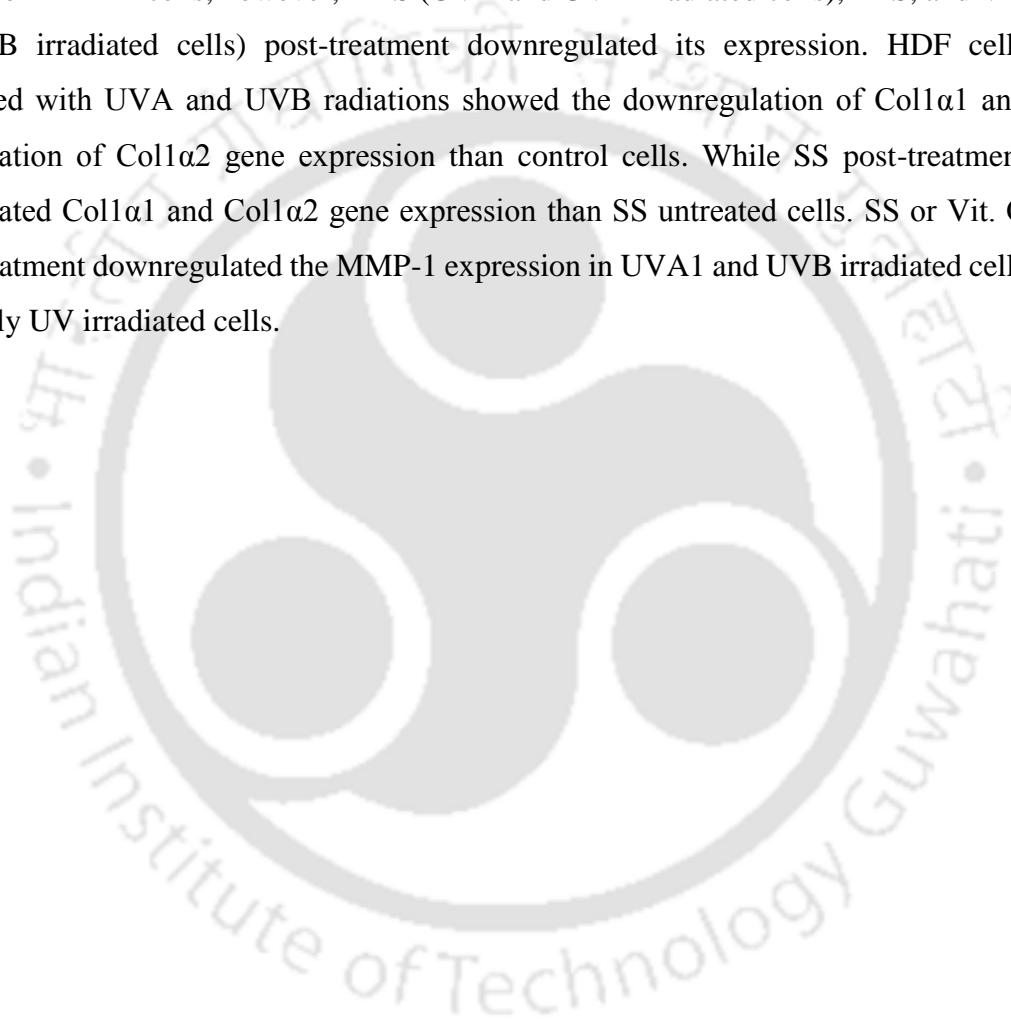 B irradiated cells) post-treatment downregulated its expression. HDF cell
ed with UVA and UVB radiations showed the downregulation of Col1α1 an
ation of Col1α2 gene expression than control cells. While SS post-treatmen
ated Col1α1 and Col1α2 gene expression than SS untreated cells. SS or Vit. C
eatment downregulated the MMP-1 expression in UVA1 and UVB irradiated cell
ly UV irradiated cells.
Indian Institute of Technology Guwahati